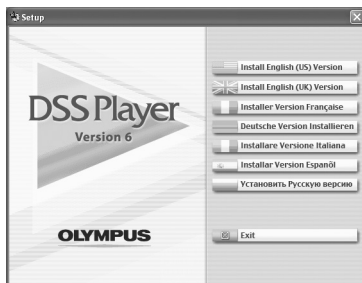 Setup
DSS Player
Version 6
OLYMPUS
Install English (US) Version
Install English (UK) Version
Installer Version Française
Deutsche Version Installieren
Installare Versione Italiana
Installar Version Espanõl
Установить Русскую версию
Exit